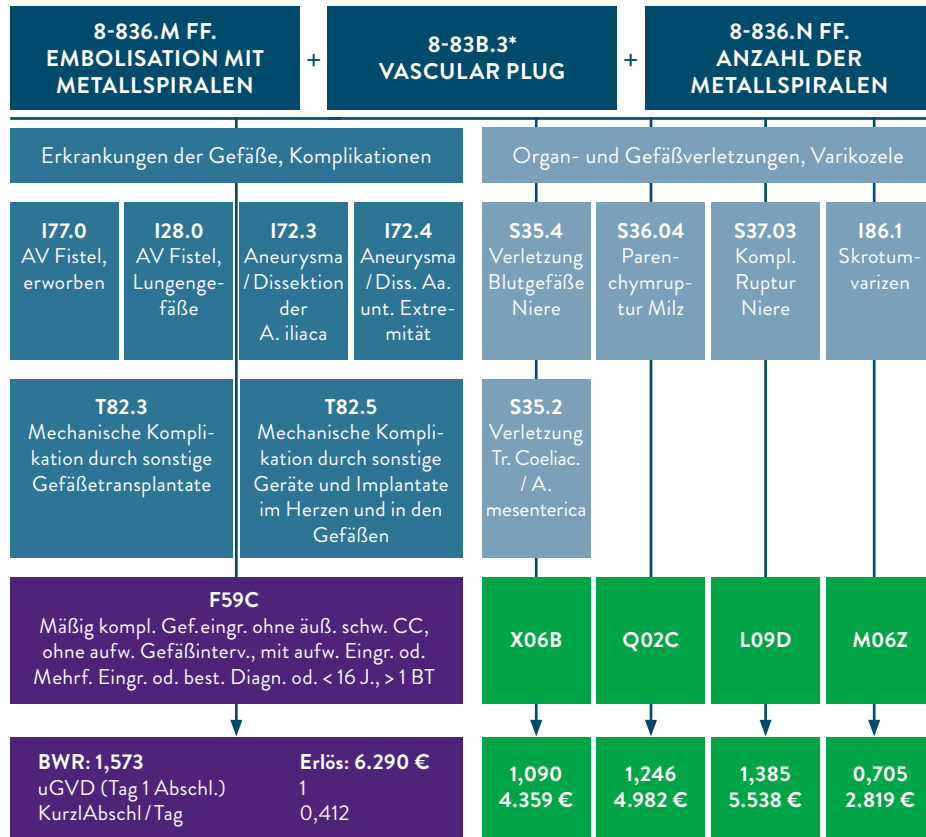 8-836.M FF.
EMBOLISATION MIT
METALLSPIRALEN
+
8-83B.3*
VASCULAR PLUG
+
8-836.N FF.
ANZAHL DER
METALLSPIRALEN
Erkrankungen der Gefäße, Komplikationen
Organ- und Gefäßverletzungen, Varikozele
I77.0
AV Fistel,
erworben
I28.0
AV Fistel,
Lungenge-
fäße
I72.3
Aneurysma
/Dissektion
der
A. iliaca
I72.4
Aneurysma
/Diss. Aa.
unt. Extre-
mität
S35.4
Verletzung
Blutgefäße
Niere
S36.04
Paren-
chymrup-
tur Milz
S37.03
Kompl.
Ruptur
Niere
I86.1
Skrotum-
varizen
T82.3
Mechanische Kompli-
kation durch sonstige
Gefäßetransplantate
T82.5
Mechanische Kompli-
kation durch sonstige
Geräte und Implantate
im Herzen und in den
Gefäßen
S35.2
Verletzung
Tr. Coeliac.
/ A.
mesenterica
F59C
Mäßig kompl. Gef.eingr. ohne äuß. schw. CC,
ohne aufw. Gefäßinterv., mit aufw. Eingr. od.
Mehrf. Eingr. od. best. Diagn. od. < 16 J., > 1 BT
X06B
Q02C
L09D
M06Z
BWR: 1,573 Erlös: 6.290 €
uGVD (Tag 1 Abschl.) 1
KurzlAbschl/Tag 0,412
1,090
4.359 €
1,246
4.982 €
1,385
5.538 €
0,705
2.819 €